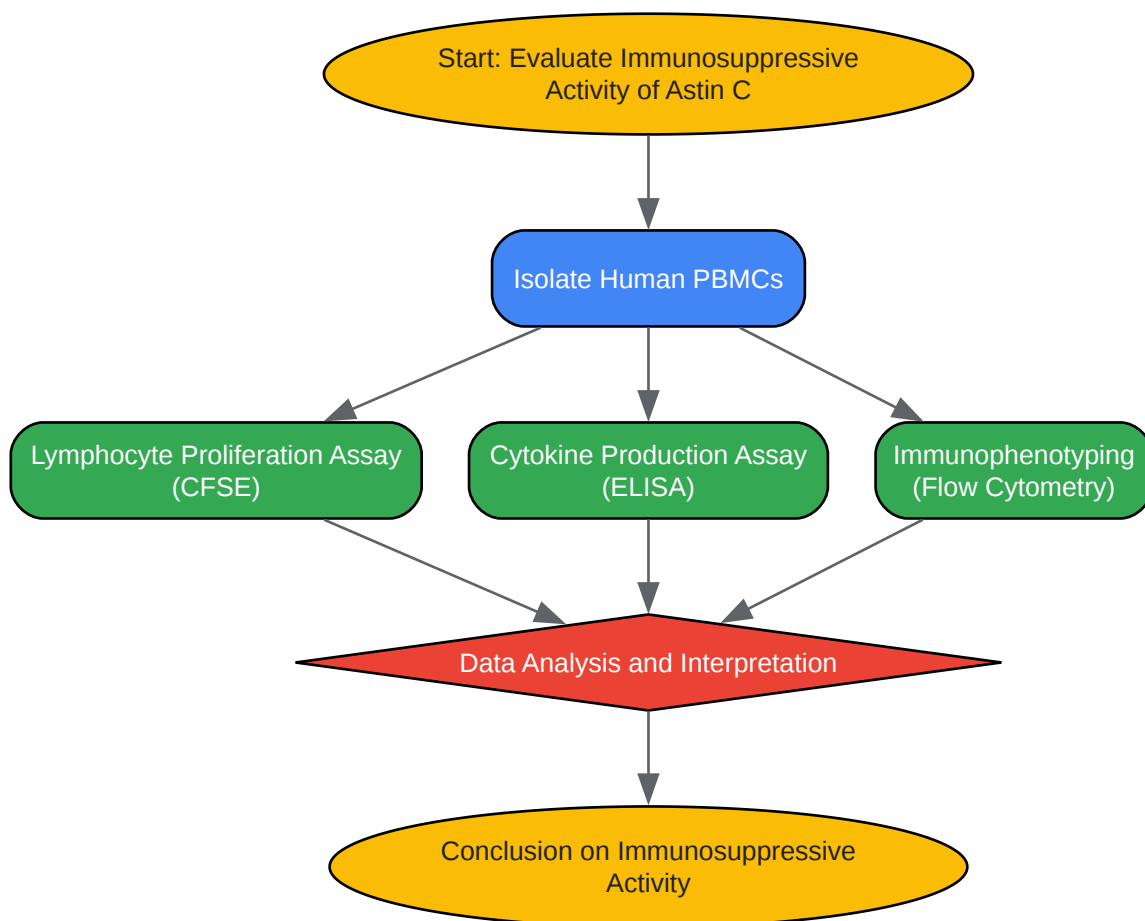 Start: Evaluate Immunosuppressive
Activity of Astin C
Isolate Human PBMCs
Lymphocyte Proliferation Assay
(CFSE)
Cytokine Production Assay
(ELISA)
Immunophenotyping
(Flow Cytometry)
Data Analysis and Interpretation
Conclusion on Immunosuppressive
Activity